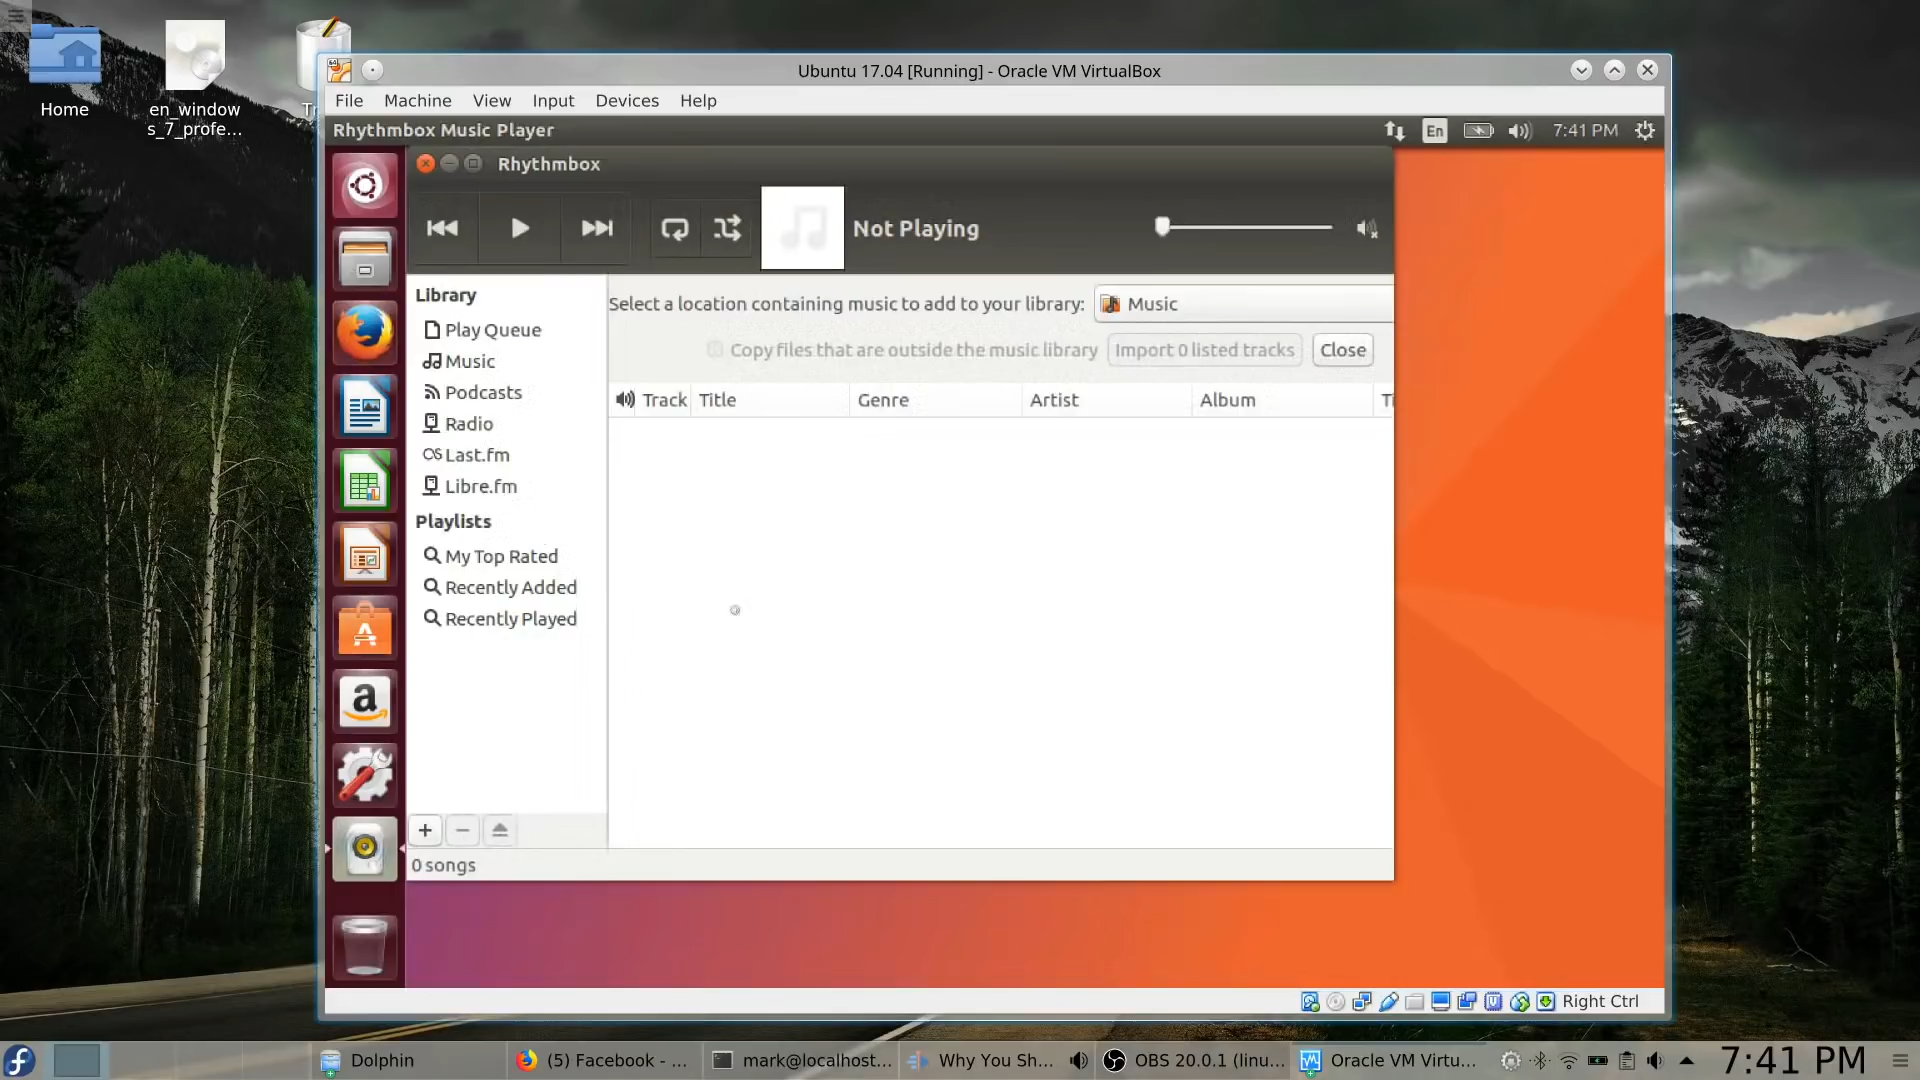 Home
en_window
s_7_profe...
Ubuntu 17.04 [Running] - Oracle VM VirtualBox
File Machine View Input Devices Help
Rhythmbox Music Player
En
7:41 PM
Rhythmbox
Not Playing
Library
Play Queue
Music
Podcasts
Radio
Last.fm
Libre.fm
Playlists
My Top Rated
Recently Added
Recently Played
Select a location containing music to add to your library: Music
Copy files that are outside the music library Import 0 listed tracks Close
Track Title Genre Artist Album Ti
0 songs
Right Ctrl
Dolphin
(5) Facebook - ...
mark@localhost...
Why You Sh...
OBS 20.0.1 (linu...
Oracle VM Virtu...
7:41 PM